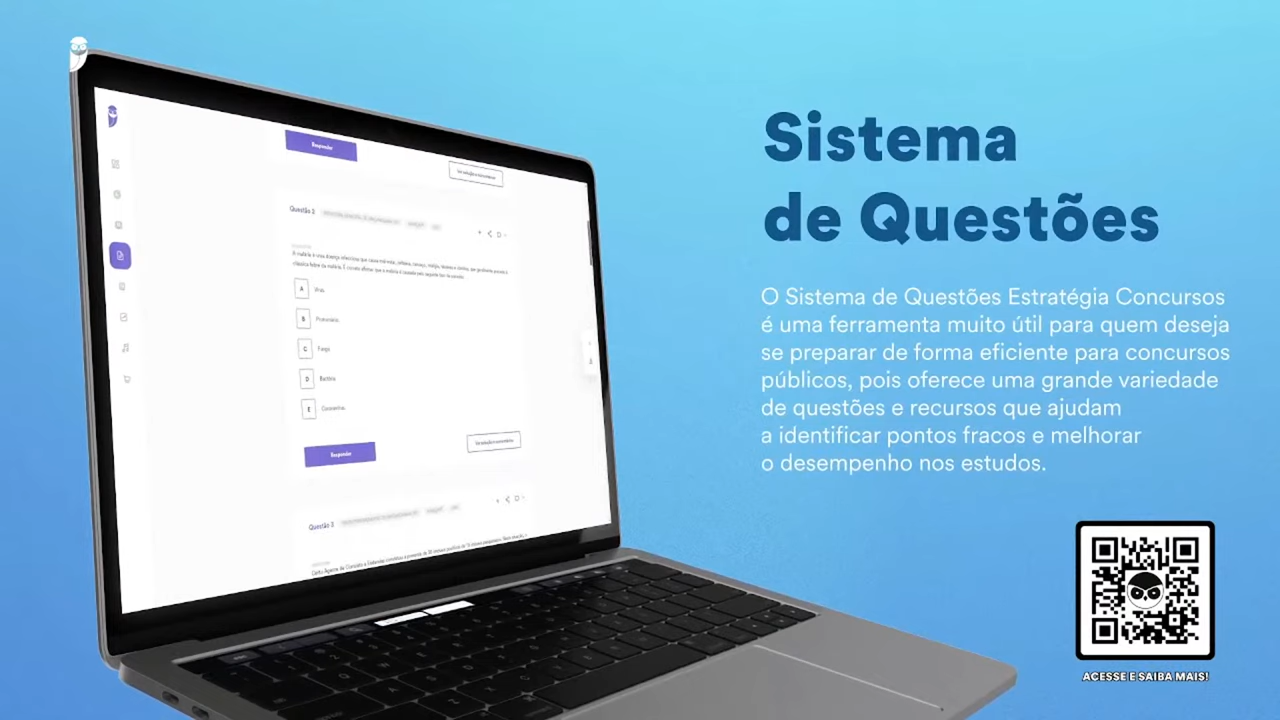 Sistema
de Questões
O Sistema de Questões Estratégia Concursos
é uma ferramenta muito útil para quem deseja
se preparar de forma eficiente para concursos
públicos, pois oferece uma grande variedade
de questões e recursos que ajudam
a identificar pontos fracos e melhorar
o desempenho nos estudos.
ACESSE E SAIBA MAIS!
Responder
Questão 2
A
Vírus.
B
Protozoário.
C
Fungo.
D
Bactéria.
E
Coronavírus.
Responder
Questão 3